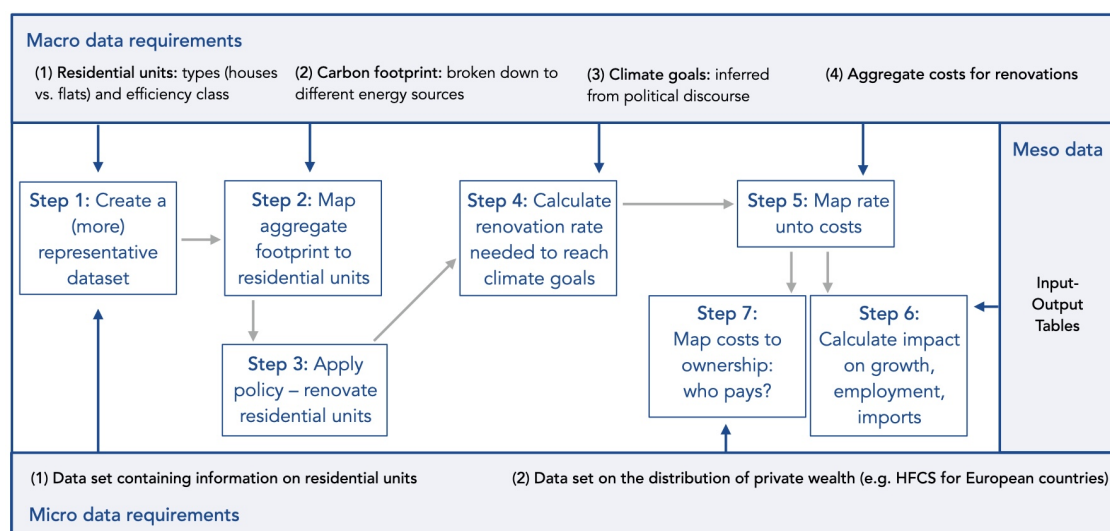 Macro data requirements
(1) Residential units: types (houses
vs. flats) and efficiency class
(2) Carbon footprint: broken down to
different energy sources
(3) Climate goals: inferred
from political discourse
(4) Aggregate costs for renovations
Meso data
Input-
Output
Tables
Step 1: Create a
(more)
representative
dataset
Step 2: Map
aggregate
footprint to
residential units
Step 3: Apply
policy – renovate
residential units
Step 4: Calculate
renovation rate
needed to reach
climate goals
Step 5: Map rate
unto costs
Step 7:
Map costs to
ownership:
who pays?
Step 6:
Calculate impact
on growth,
employment,
imports
(1) Data set containing information on residential units
(2) Data set on the distribution of private wealth (e.g. HFCS for European countries)
Micro data requirements